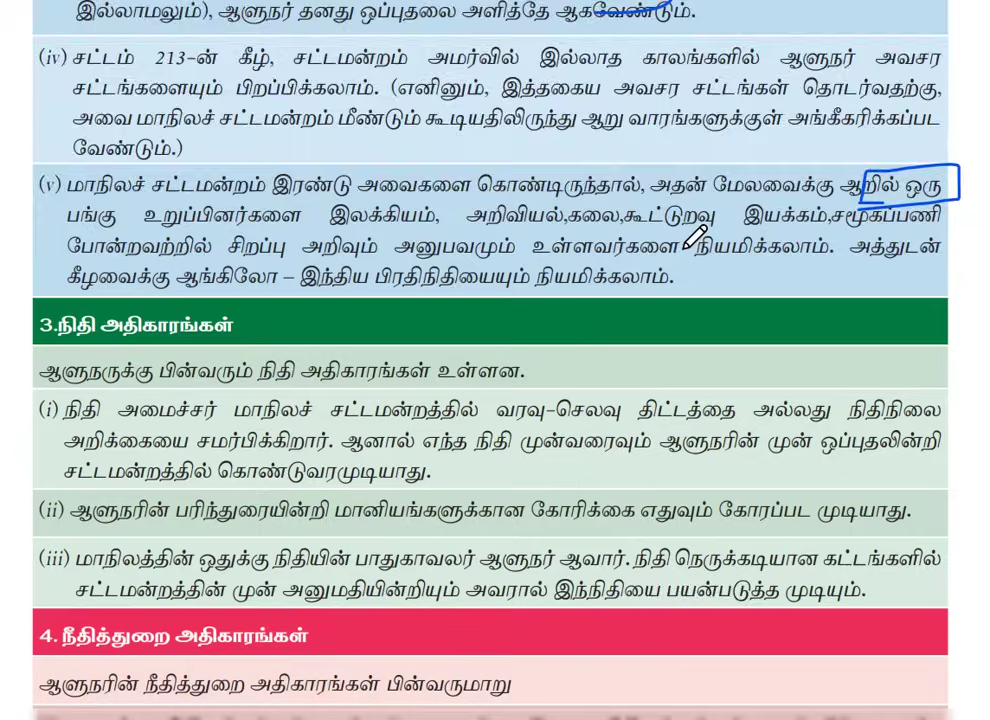 இல்லாமலும்), ஆளுநர் தனது ஒப்புதலை அளித்தே ஆகவேண்டும்.
(iv) சட்டம் 213-ன் கீழ், சட்டமன்றம் அமர்வில் இல்லாத காலங்களில் ஆளுநர் அவசர
சட்டங்களையும் பிறப்பிக்கலாம். (எனினும், இத்தகைய அவசர சட்டங்கள் தொடர்வதற்கு,
அவை மாநிலச் சட்டமன்றம் மீண்டும் கூடியதிலிருந்து ஆறு வாரங்களுக்குள் அங்கீகரிக்கப்பட
வேண்டும்.)
(v) மாநிலச் சட்டமன்றம் இரண்டு அவைகளை கொண்டிருந்தால், அதன் மேலவைக்கு ஆறில் ஒரு
பங்கு உறுப்பினர்களை இலக்கியம், அறிவியல்,கலை,கூட்டுறவு இயக்கம்,சமூகப்பணி
போன்றவற்றில் சிறப்பு அறிவும் அனுபவமும் உள்ளவர்களை நியமிக்கலாம். அத்துடன்
கீழவைக்கு ஆங்கிலோ – இந்திய பிரதிநிதியையும் நியமிக்கலாம்.
3.நிதி அதிகாரங்கள்
ஆளுநருக்கு பின்வரும் நிதி அதிகாரங்கள் உள்ளன.
(i) நிதி அமைச்சர் மாநிலச் சட்டமன்றத்தில் வரவு-செலவு திட்டத்தை அல்லது நிதிநிலை
அறிக்கையை சமர்பிக்கிறார். ஆனால் எந்த நிதி முன்வரைவும் ஆளுநரின் முன் ஒப்புதலின்றி
சட்டமன்றத்தில் கொண்டுவரமுடியாது.
(ii) ஆளுநரின் பரிந்துரையின்றி மானியங்களுக்கான கோரிக்கை எதுவும் கோரப்பட முடியாது.
(iii) மாநிலத்தின் ஒதுக்கு நிதியின் பாதுகாவலர் ஆளுநர் ஆவார். நிதி நெருக்கடியான கட்டங்களில்
சட்டமன்றத்தின் முன் அனுமதியின்றியும் அவரால் இந்நிதியை பயன்படுத்த முடியும்.
4. நீதித்துறை அதிகாரங்கள்
ஆளுநரின் நீதித்துறை அதிகாரங்கள் பின்வருமாறு